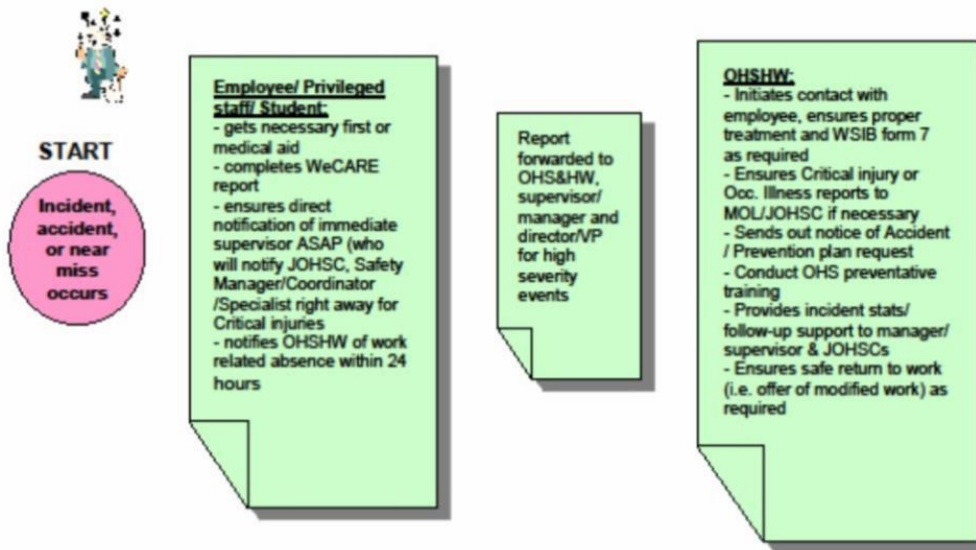 START
Incident,
accident,
or near
miss
occurs
Employee/ Privileged
staff/ Student:
- gets necessary first or
medical aid
- completes WeCARE
report
- ensures direct
notification of immediate
supervisor ASAP (who
will notify JOHSC, Safety
Manager/Coordinator
/Specialist right away for
Critical injuries
- notifies OHSHW of work
related absence within 24
hours
Report
forwarded to
OHS&HW,
supervisor/
manager and
director/VP
for high
severity
events
OHSHW:
- Initiates contact with
employee, ensures proper
treatment and WSIB form 7
as required
- Ensures Critical injury or
Occ. Illness reports to
MOL/JOHSC if necessary
- Sends out notice of Accident
/ Prevention plan request
- Conduct OHS preventative
training
- Provides incident stats/
follow-up support to manager/
supervisor & JOHSCs
- Ensures safe return to work
(i.e. offer of modified work) as
required